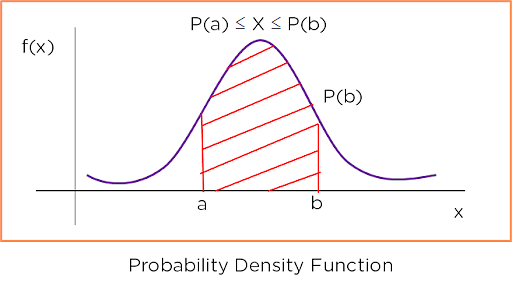 P(a) ≤ X ≤ P(b)
f(x)
P(b)
a b
x
Probability Density Function